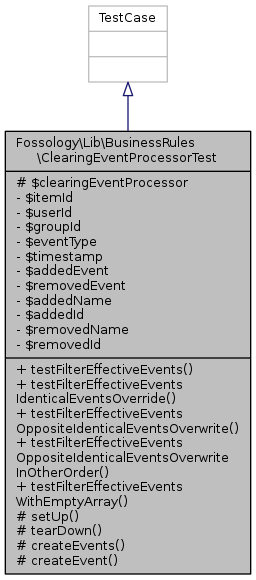 TestCase
Fossology\Lib\BusinessRules
\ClearingEventProcessorTest
# $clearingEventProcessor
- $itemId
- $userId
- $groupId
- $eventType
- $timestamp
- $addedEvent
- $removedEvent
- $addedName
- $addedId
- $removedName
- $removedId
+ testFilterEffectiveEvents()
+ testFilterEffectiveEvents
IdenticalEventsOverride()
+ testFilterEffectiveEvents
OppositeIdenticalEventsOverwrite()
+ testFilterEffectiveEvents
OppositeIdenticalEventsOverwrite
InOtherOrder()
+ testFilterEffectiveEvents
WithEmptyArray()
# setUp()
# tearDown()
# createEvents()
# createEvent()